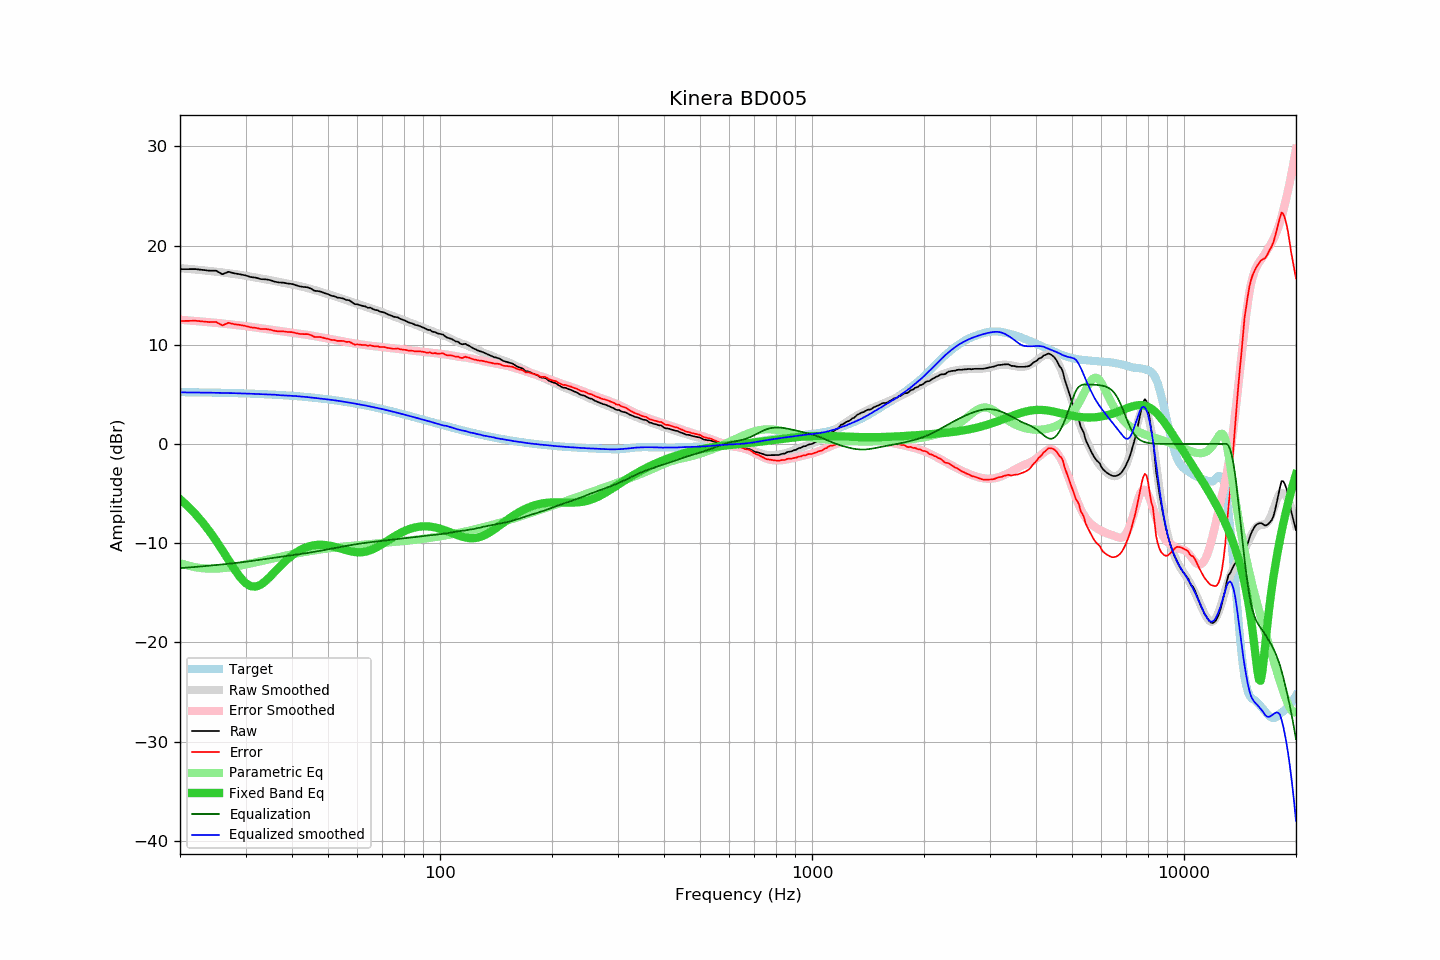 Kinera BD005
30
20
10
0
−10
−20
−30
−40
Amplitude (dBr)
Target
Raw Smoothed
Error Smoothed
Raw
Error
Parametric Eq
Fixed Band Eq
Equalization
Equalized smoothed
100
1000
10000
Frequency (Hz)